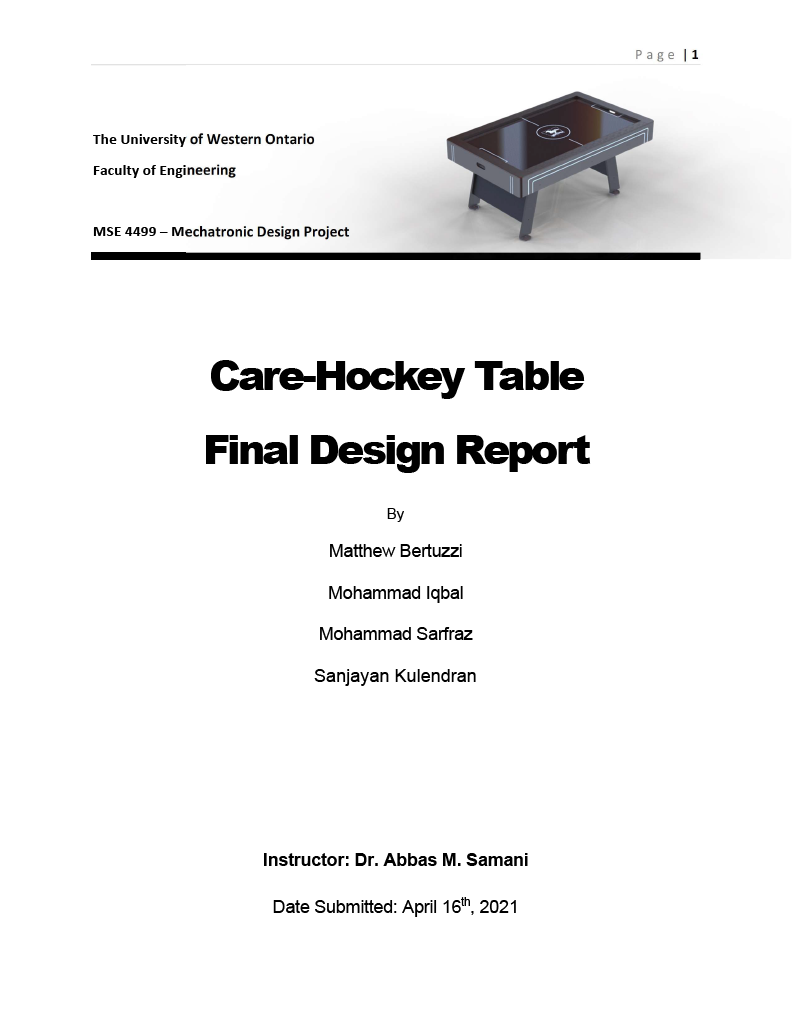 Page | 1
The University of Western Ontario
Faculty of Engineering
MSE 4499 – Mechatronic Design Project
Care-Hockey Table
Final Design Report
By
Matthew Bertuzzi
Mohammad Iqbal
Mohammad Sarfraz
Sanjayan Kulendran
Instructor: Dr. Abbas M. Samani
Date Submitted: April 16th, 2021